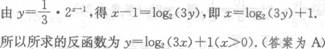 由 y=\frac{1}{3}·2^{x-1},得 x-1=log₂(3y),即 x=log₂(3y)+1.
所以所求的反函数为 y=log₂(3x)+1(x>0).(答案为 A)